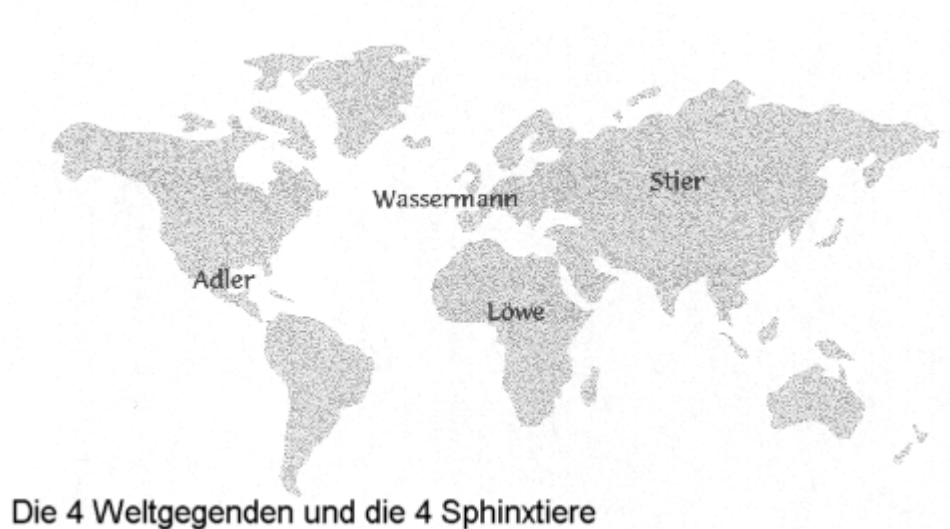 Stier
Wassermann
Adler
Löwe
Die 4 Weltgegenden und die 4 Sphinxtiere